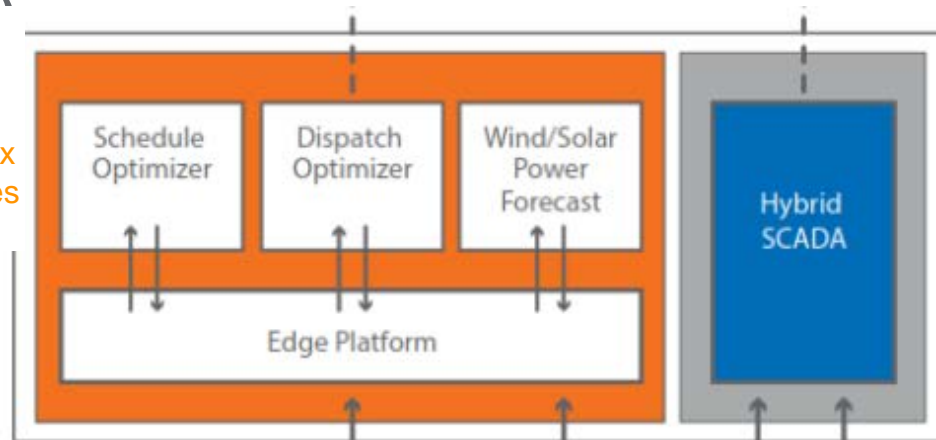 Schedule
Optimizer
Dispatch
Optimizer
Wind/Solar
Power
Forecast
Hybrid
SCADA
Edge Platform